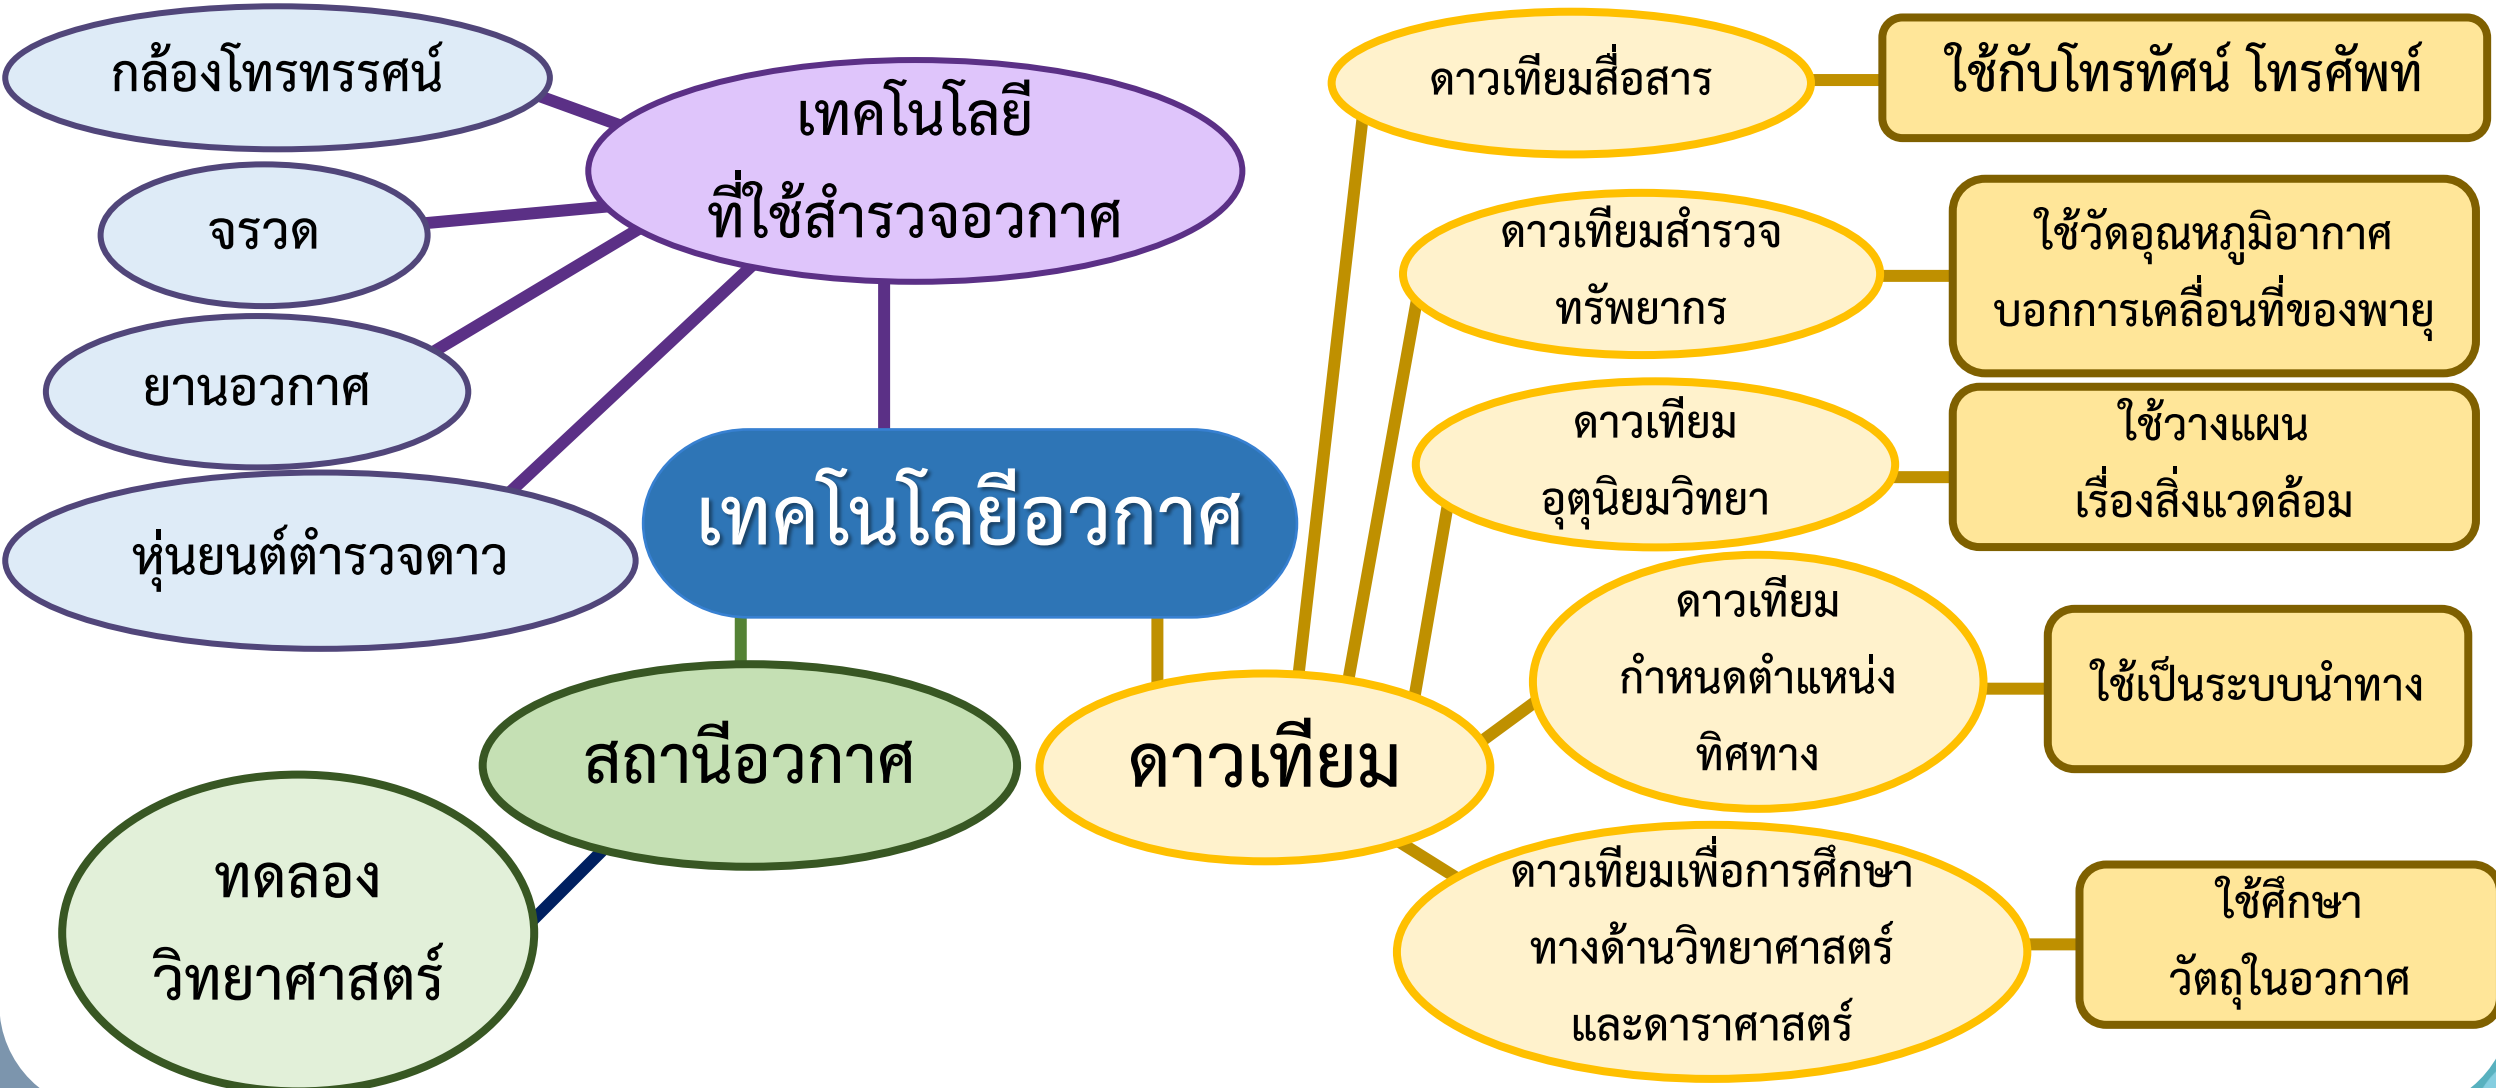 กล้องโทรทรรศน์
จรวด
ยานอวกาศ
หุ่นยนต์ตำรวจดาว
เทคโนโลยี
ที่ใช้สำรวจอวกาศ
เทคโนโลยีอวกาศ
สถานีอวกาศ
ทดลอง
วิทยาศาสตร์
ดาวเทียม
ดาวเทียมสื่อสาร
ใช้กับโทรทัศน์ โทรศัพท์
ดาวเทียมสำรวจ
ทรัพยากร
ใช้วัดอุณหภูมิอากาศ
บอกการเคลื่อนที่ของพายุ
ดาวเทียม
อุตุนิยมวิทยา
ใช้วางแผน
เรื่องสิ่งแวดล้อม
ดาวเทียม
กำหนดตำแหน่ง
ทิศทาง
ใช้เป็นระบบนำทาง
ดาวเทียมเพื่อการศึกษา
ทางด้านวิทยาศาสตร์
และดาราศาสตร์
ใช้ศึกษา
วัตถุในอวกาศ